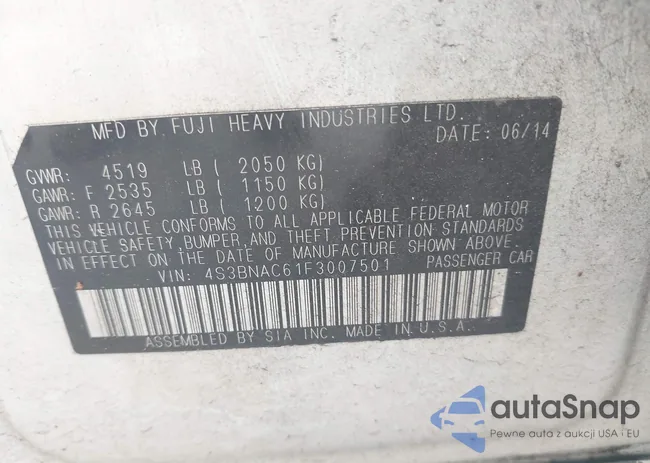 MFD BY FUJI HEAVY INDUSTRIES LTD.
DATE: 06/14
GVWR: 4519 LB ( 2050 KG)
GAWR: F 2535 LB ( 1150 KG)
GAWR: R 2645 LB ( 1200 KG)
THIS VEHICLE CONFORMS TO ALL APPLICABLE FEDERAL MOTOR
VEHICLE SAFETY, BUMPER, AND THEFT PREVENTION STANDARDS
IN EFFECT ON THE DATE OF MANUFACTURE SHOWN ABOVE.
VIN: 4S3BNAC61F3007501 PASSENGER CAR
ASSEMBLED BY SIA INC. MADE IN U.S.A.
autoSnap
Pewne auta z aukcji USA i EU